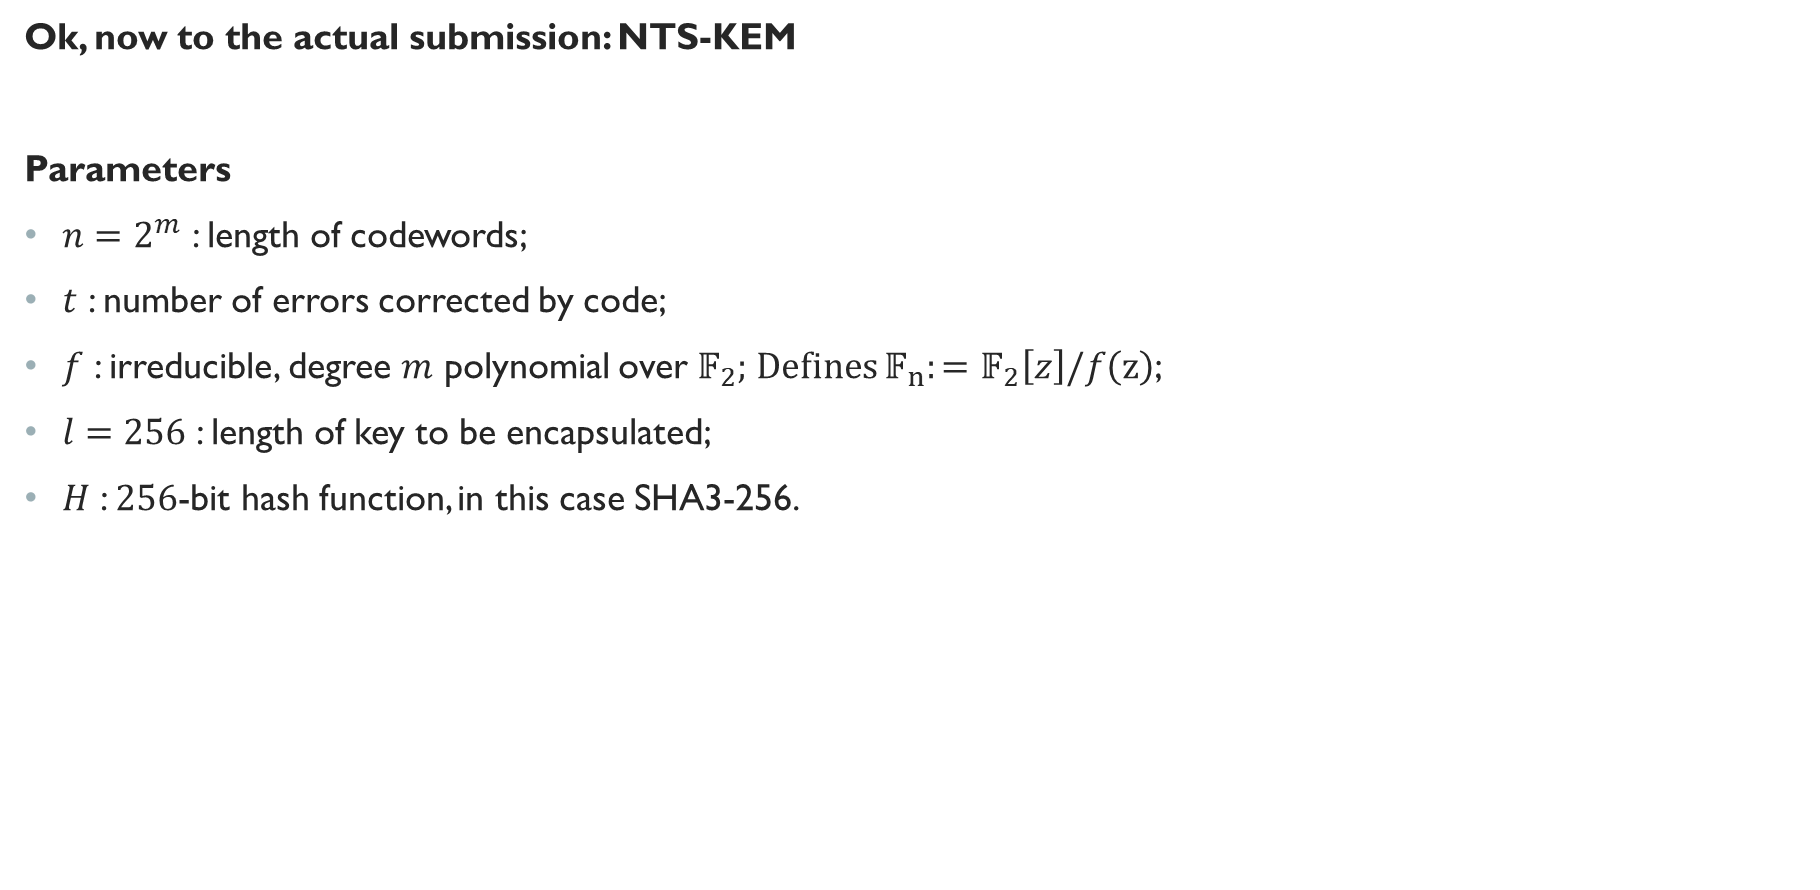 Ok, now to the actual submission: NTS-KEM
Parameters
• n = 2^m : length of codewords;
• t : number of errors corrected by code;
• f : irreducible, degree m polynomial over 𝔽₂; Defines 𝔽ₙ: = 𝔽₂[z]/f(z);
• l = 256 : length of key to be encapsulated;
• H : 256-bit hash function, in this case SHA3-256.